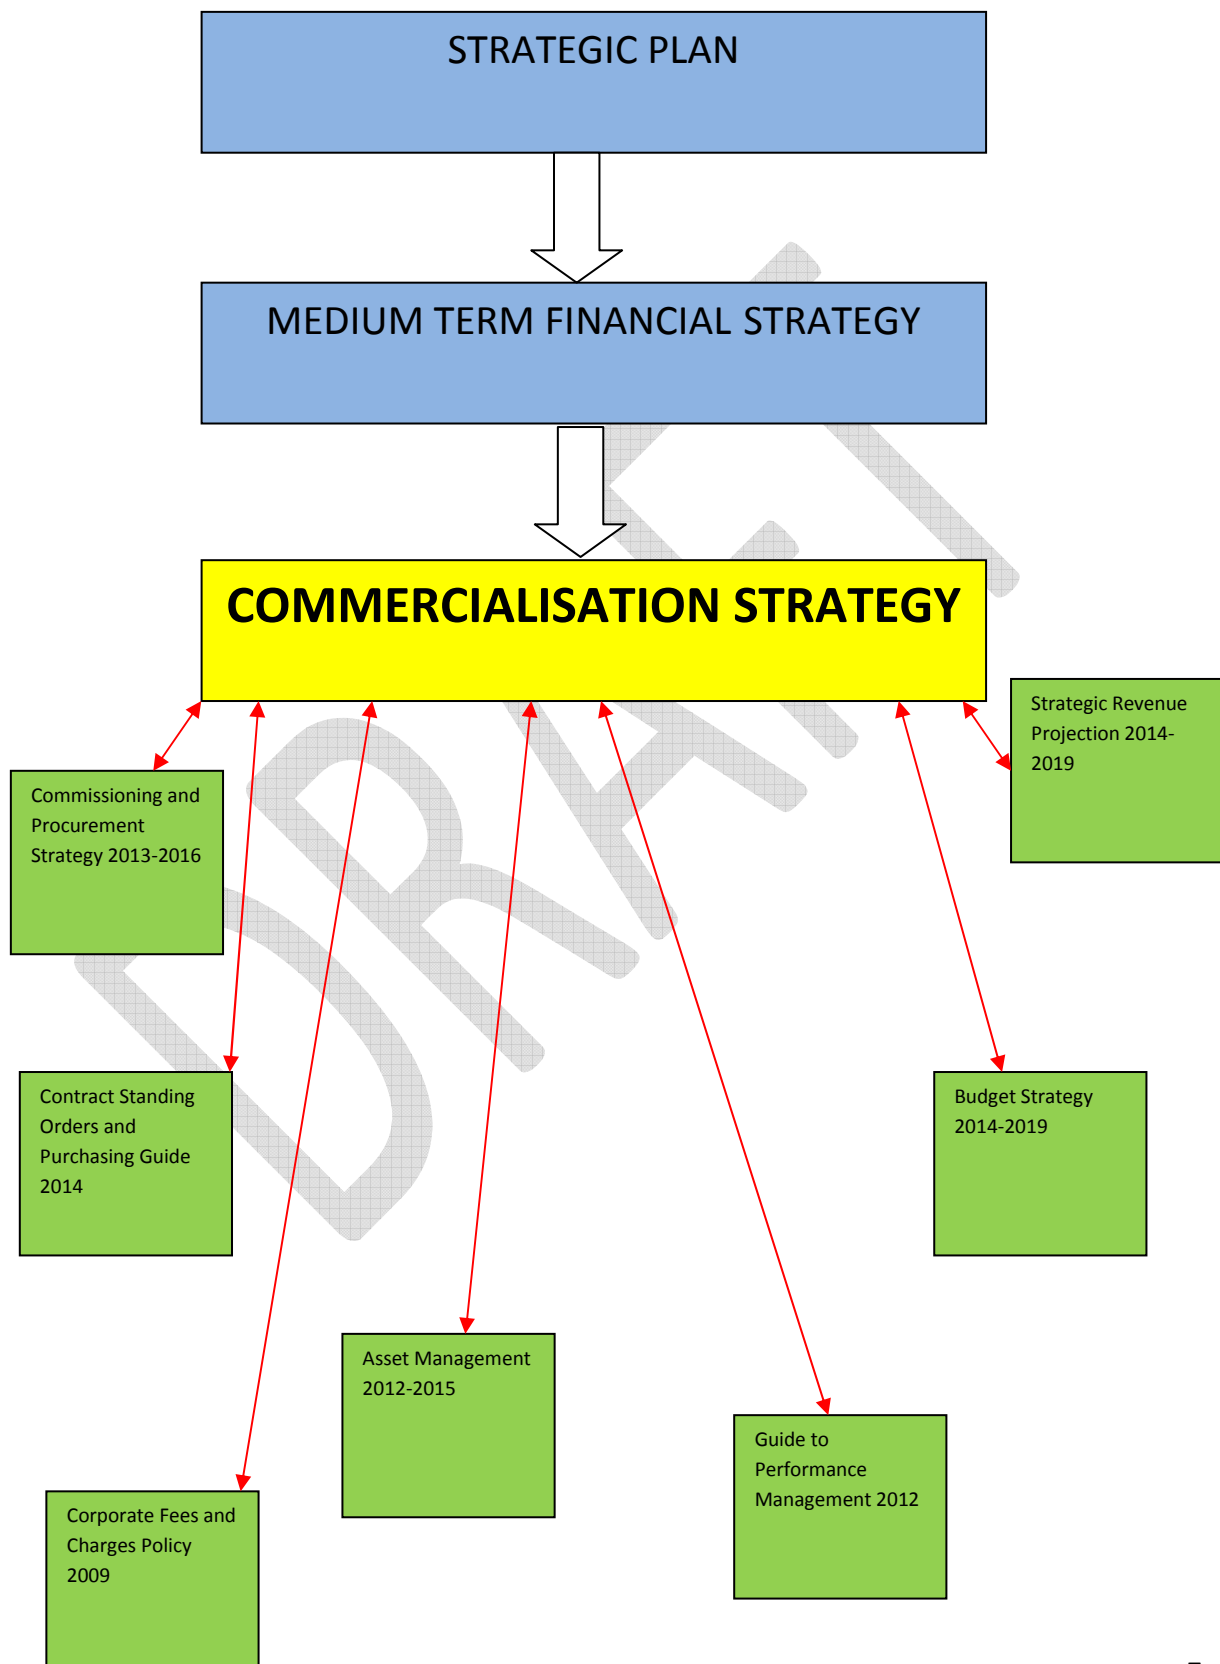 STRATEGIC PLAN
MEDIUM TERM FINANCIAL STRATEGY
COMMERCIALISATION STRATEGY
Strategic Revenue
Projection 2014-
2019
Commissioning and
Procurement
Strategy 2013-2016
Contract Standing
Orders and
Purchasing Guide
2014
Budget Strategy
2014-2019
Asset Management
2012-2015
Guide to
Performance
Management 2012
Corporate Fees and
Charges Policy
2009
DRAFT